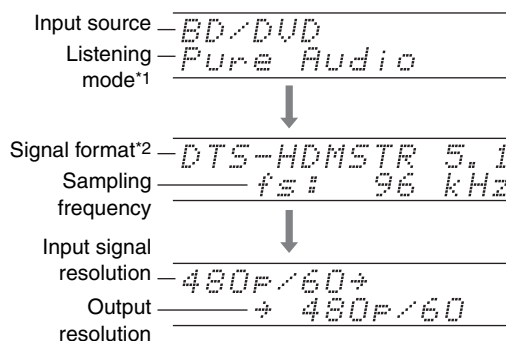 Input source
BD/DVD
Listening
mode*1
Pure Audio
Signal format*2
DTS-HDMSTR 5.1
Sampling
frequency
fs: 96 kHz
Input signal
resolution
480p/60→
Output
resolution
→ 480p/60